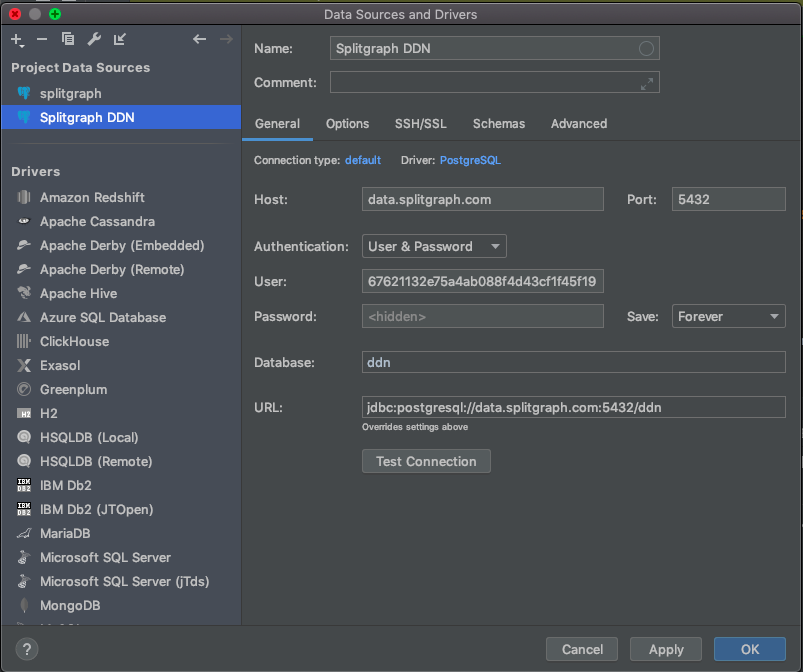 Data Sources and Drivers
Project Data Sources
splitgraph
Splitgraph DDN
Drivers
Amazon Redshift
Apache Cassandra
Apache Derby (Embedded)
Apache Derby (Remote)
Apache Hive
Azure SQL Database
ClickHouse
Exasol
Greenplum
H2
HSQLDB (Local)
HSQLDB (Remote)
IBM Db2
IBM Db2 (JTOpen)
MariaDB
Microsoft SQL Server
Microsoft SQL Server (jTds)
MongoDB
Name: Splitgraph DDN
Comment:
General Options SSH/SSL Schemas Advanced
Connection type: default Driver: PostgreSQL
Host: data.splitgraph.com Port: 5432
Authentication: User & Password
User: 67621132e75a4ab088f4d43cf1f45f19
Password: <hidden> Save: Forever
Database: ddn
URL: jdbc:postgresql://data.splitgraph.com:5432/ddn
Overrides settings above
Test Connection
? Cancel Apply OK